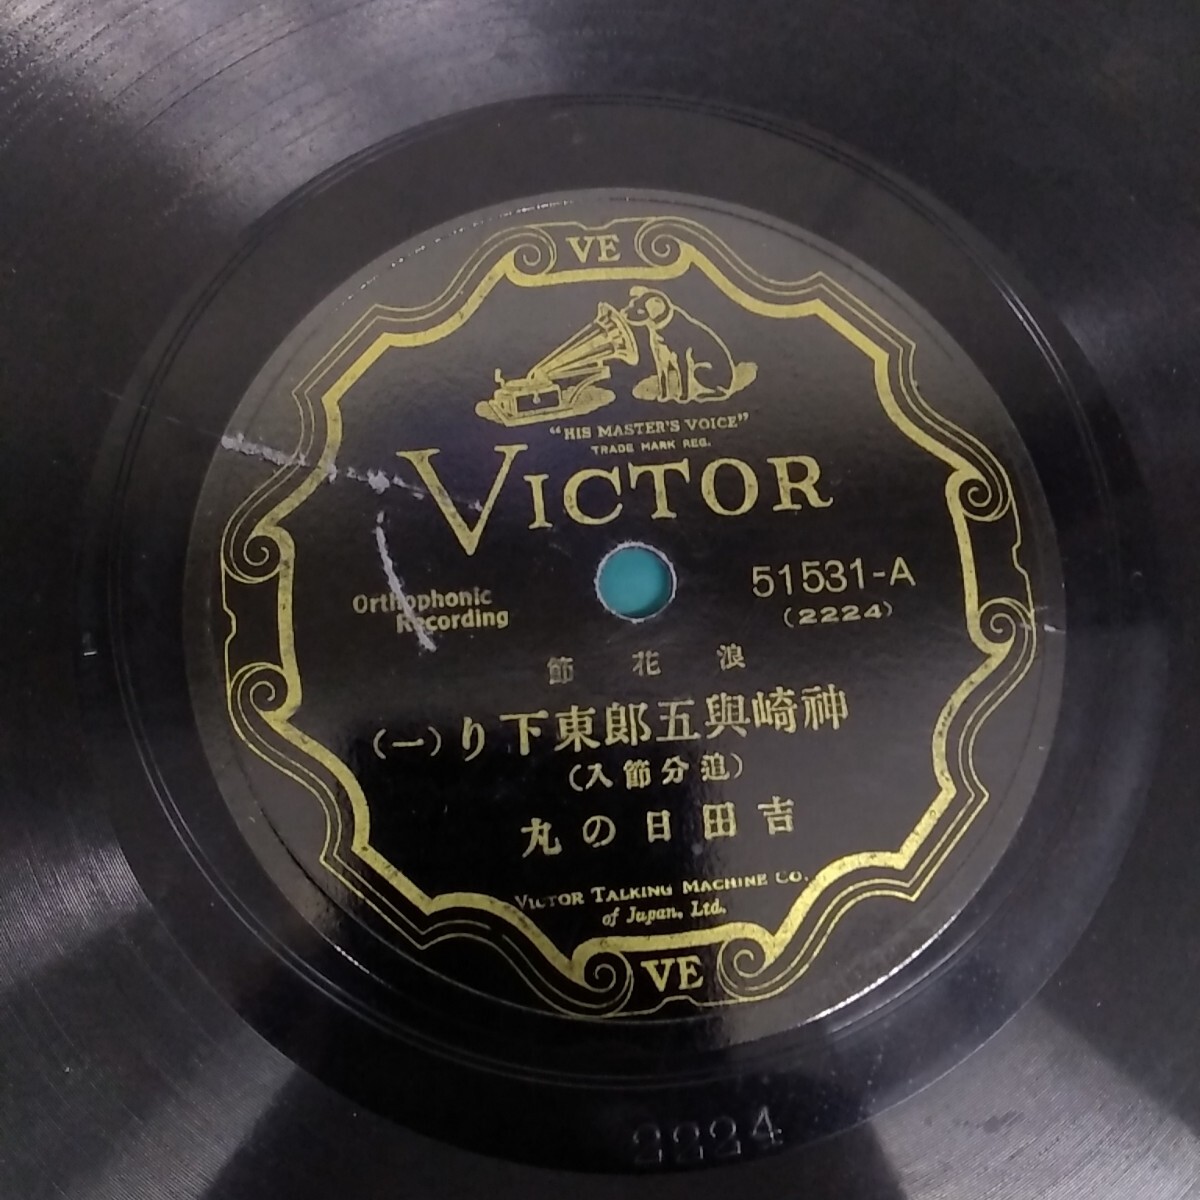 VE
"HIS MASTER'S VOICE"
TRADE MARK REG.
VICTOR
Orthophonic
Recording
51531-A
(2224)
浪花節
神崎與五郎東下り(一)
(追分節入)
吉田日の丸
VICTOR TALKING MACHINE CO.
of Japan, Ltd.
VE
2224